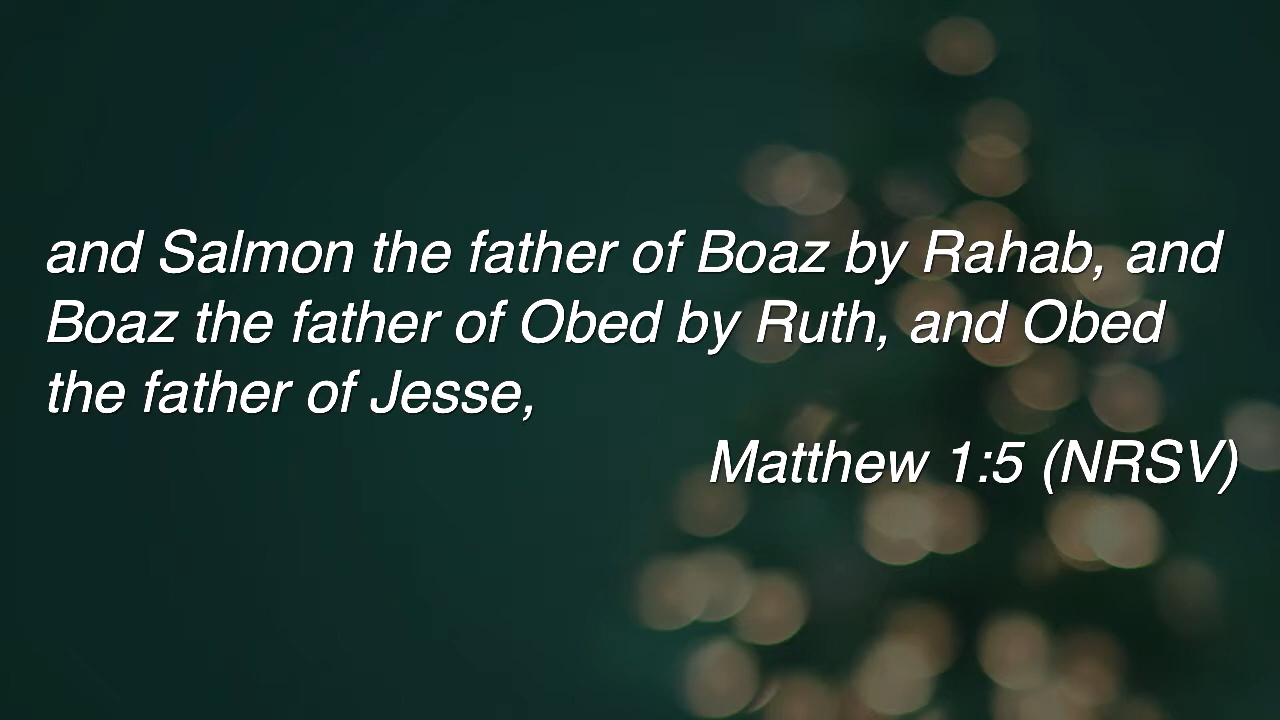 and Salmon the father of Boaz by Rahab, and
Boaz the father of Obed by Ruth, and Obed
the father of Jesse,
Matthew 1:5 (NRSV)